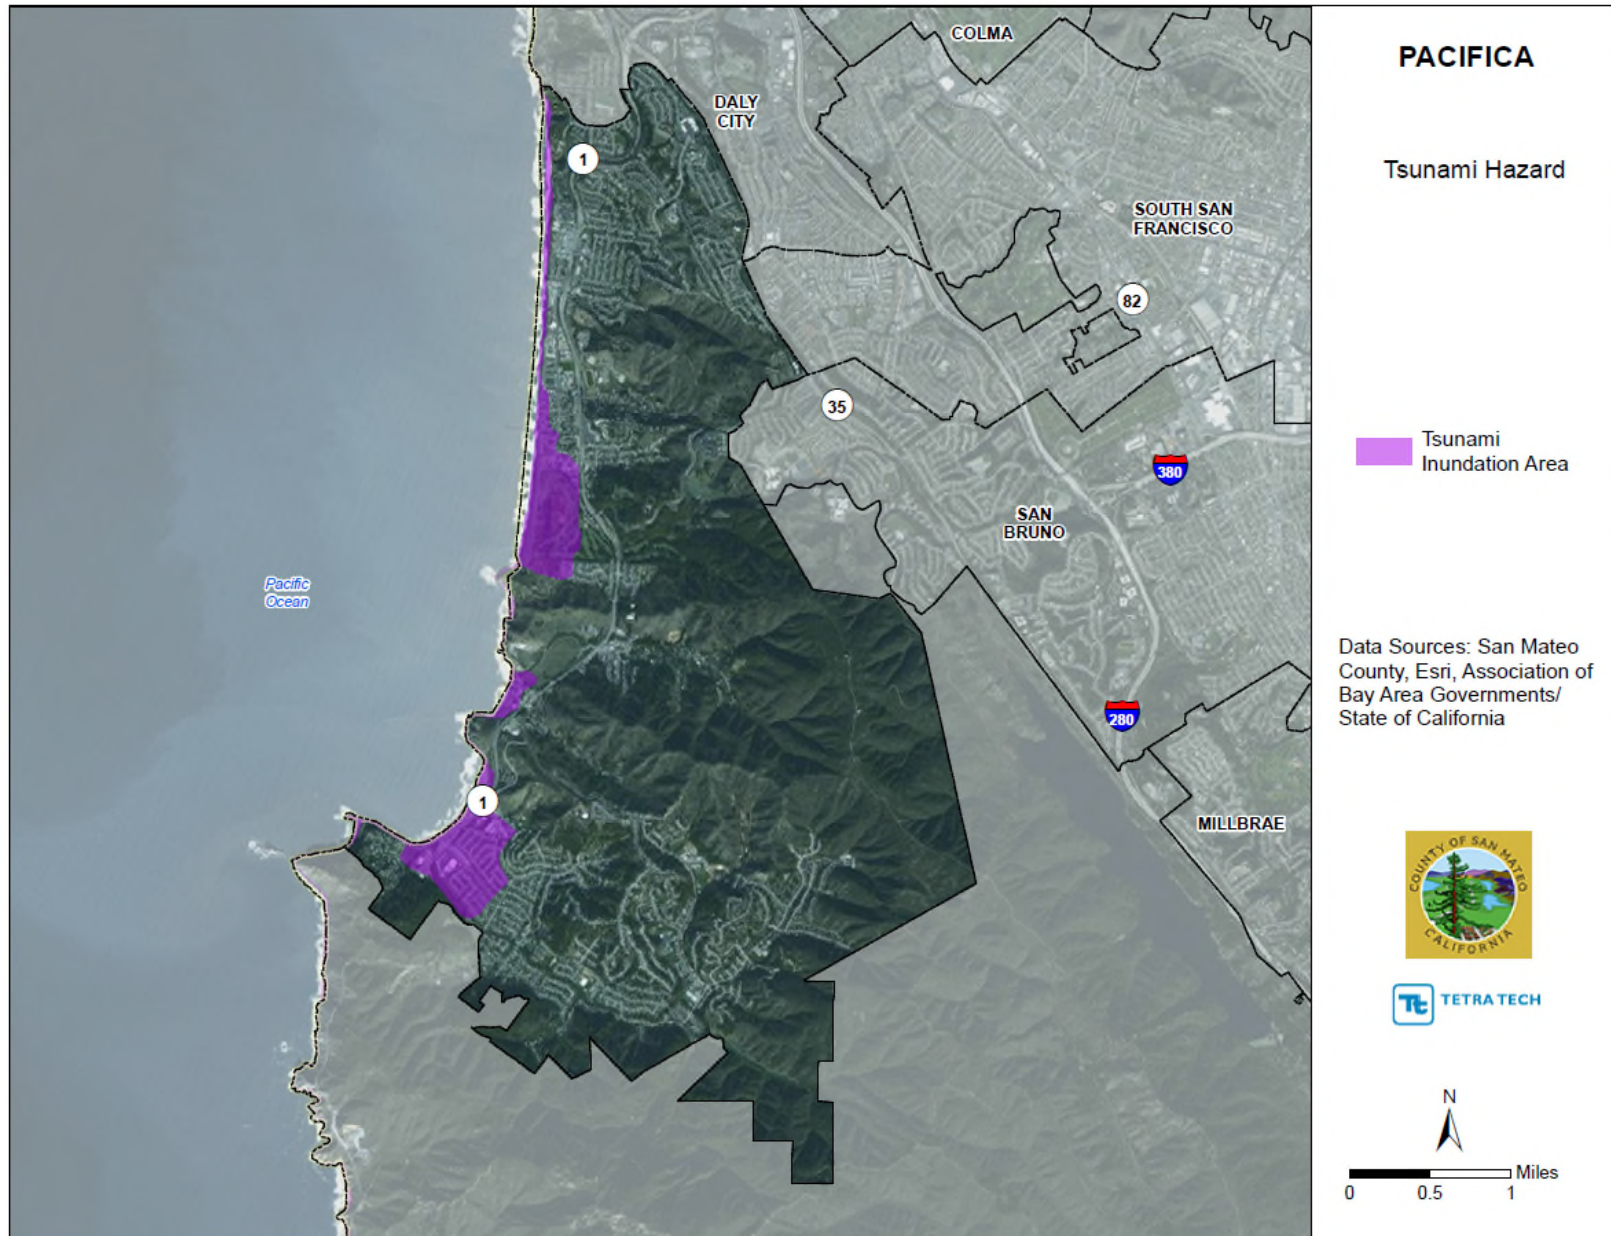 PACIFICA
Tsunami Hazard
COLMA
DALY
CITY
1
SOUTH SAN
FRANCISCO
82
35
380
SAN
BRUNO
Pacific
Ocean
280
1
MILLBRAE
Tsunami
Inundation Area
Data Sources: San Mateo
County, Esri, Association of
Bay Area Governments/
State of California
COUNTY OF SAN MATEO
CALIFORNIA
Tt TETRA TECH
N
Miles
0 0.5 1